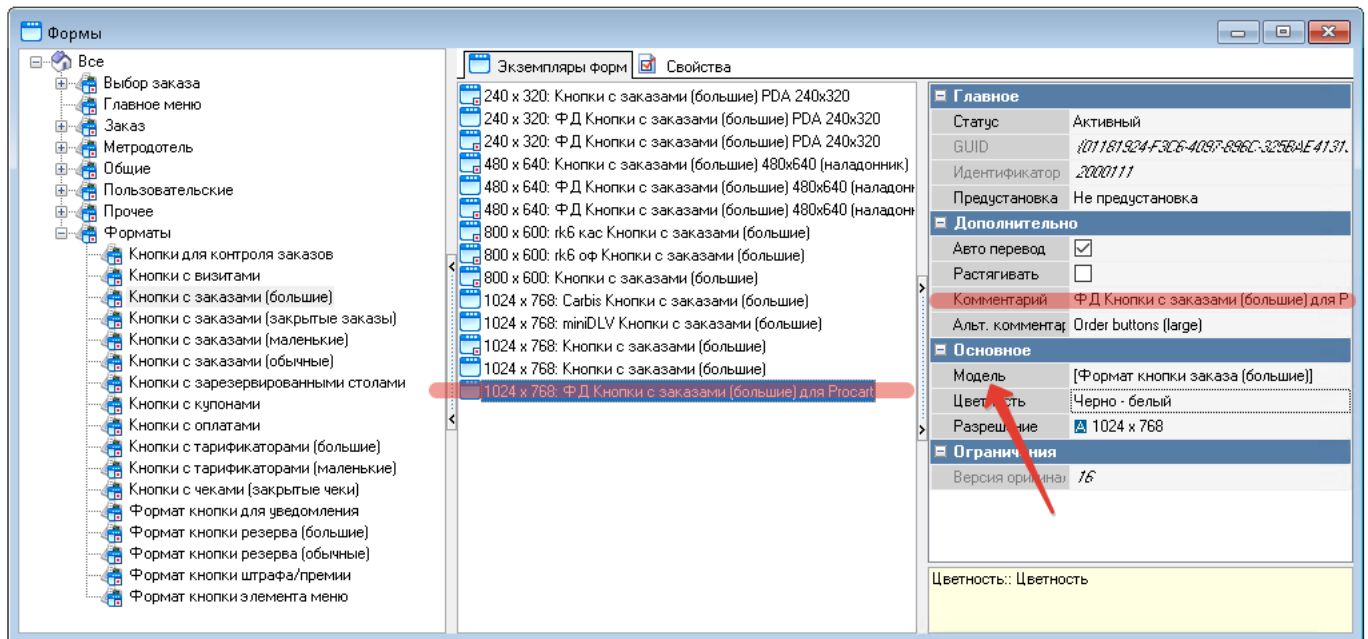 Формы
Все
Выбор заказа
Главное меню
Заказ
Метродотель
Общие
Пользовательские
Прочее
Форматы
Кнопки для контроля заказов
Кнопки с визитами
Кнопки с заказами (большие)
Кнопки с заказами (закрытые заказы)
Кнопки с заказами (маленькие)
Кнопки с заказами (обычные)
Кнопки с зарезервированными столами
Кнопки с купонами
Кнопки с оплатами
Кнопки с тарификаторами (большие)
Кнопки с тарификаторами (маленькие)
Кнопки с чеками (закрытые чеки)
Формат кнопки для уведомления
Формат кнопки резерва (большие)
Формат кнопки резерва (обычные)
Формат кнопки штрафа/премии
Формат кнопки элемента меню
Экземпляры форм Свойства
240 x 320: Кнопки с заказами (большие) PDA 240x320
240 x 320: ФД Кнопки с заказами (большие) PDA 240x320
240 x 320: ФД Кнопки с заказами (большие) PDA 240x320
480 x 640: Кнопки с заказами (большие) 480x640 (наладонник)
480 x 640: ФД Кнопки с заказами (большие) 480x640 (наладонн
480 x 640: ФД Кнопки с заказами (большие) 480x640 (наладонн
800 x 600: rk6 кас Кнопки с заказами (большие)
800 x 600: rk6 оф Кнопки с заказами (большие)
800 x 600: Кнопки с заказами (большие)
1024 x 768: Carbis Кнопки с заказами (большие)
1024 x 768: miniDLV Кнопки с заказами (большие)
1024 x 768: Кнопки с заказами (большие)
1024 x 768: Кнопки с заказами (большие)
1024 x 768: ФД Кнопки с заказами (большие) для Procart
Главное
Статус Активный
GUID {01181924-F3C6-4097-896C-325BAE4131.
Идентификатор 2000111
Предустановка Не предустановка
Дополнительно
Авто перевод
Растягивать
Комментарий ФД Кнопки с заказами (большие) для P
Альт. коммента Order buttons (large)
Основное
Модель [Формат кнопки заказа (большие)]
Цветность Черно - белый
Разрешение A 1024 x 768
Ограничения
Версия оригинал 16
Цветность:: Цветность